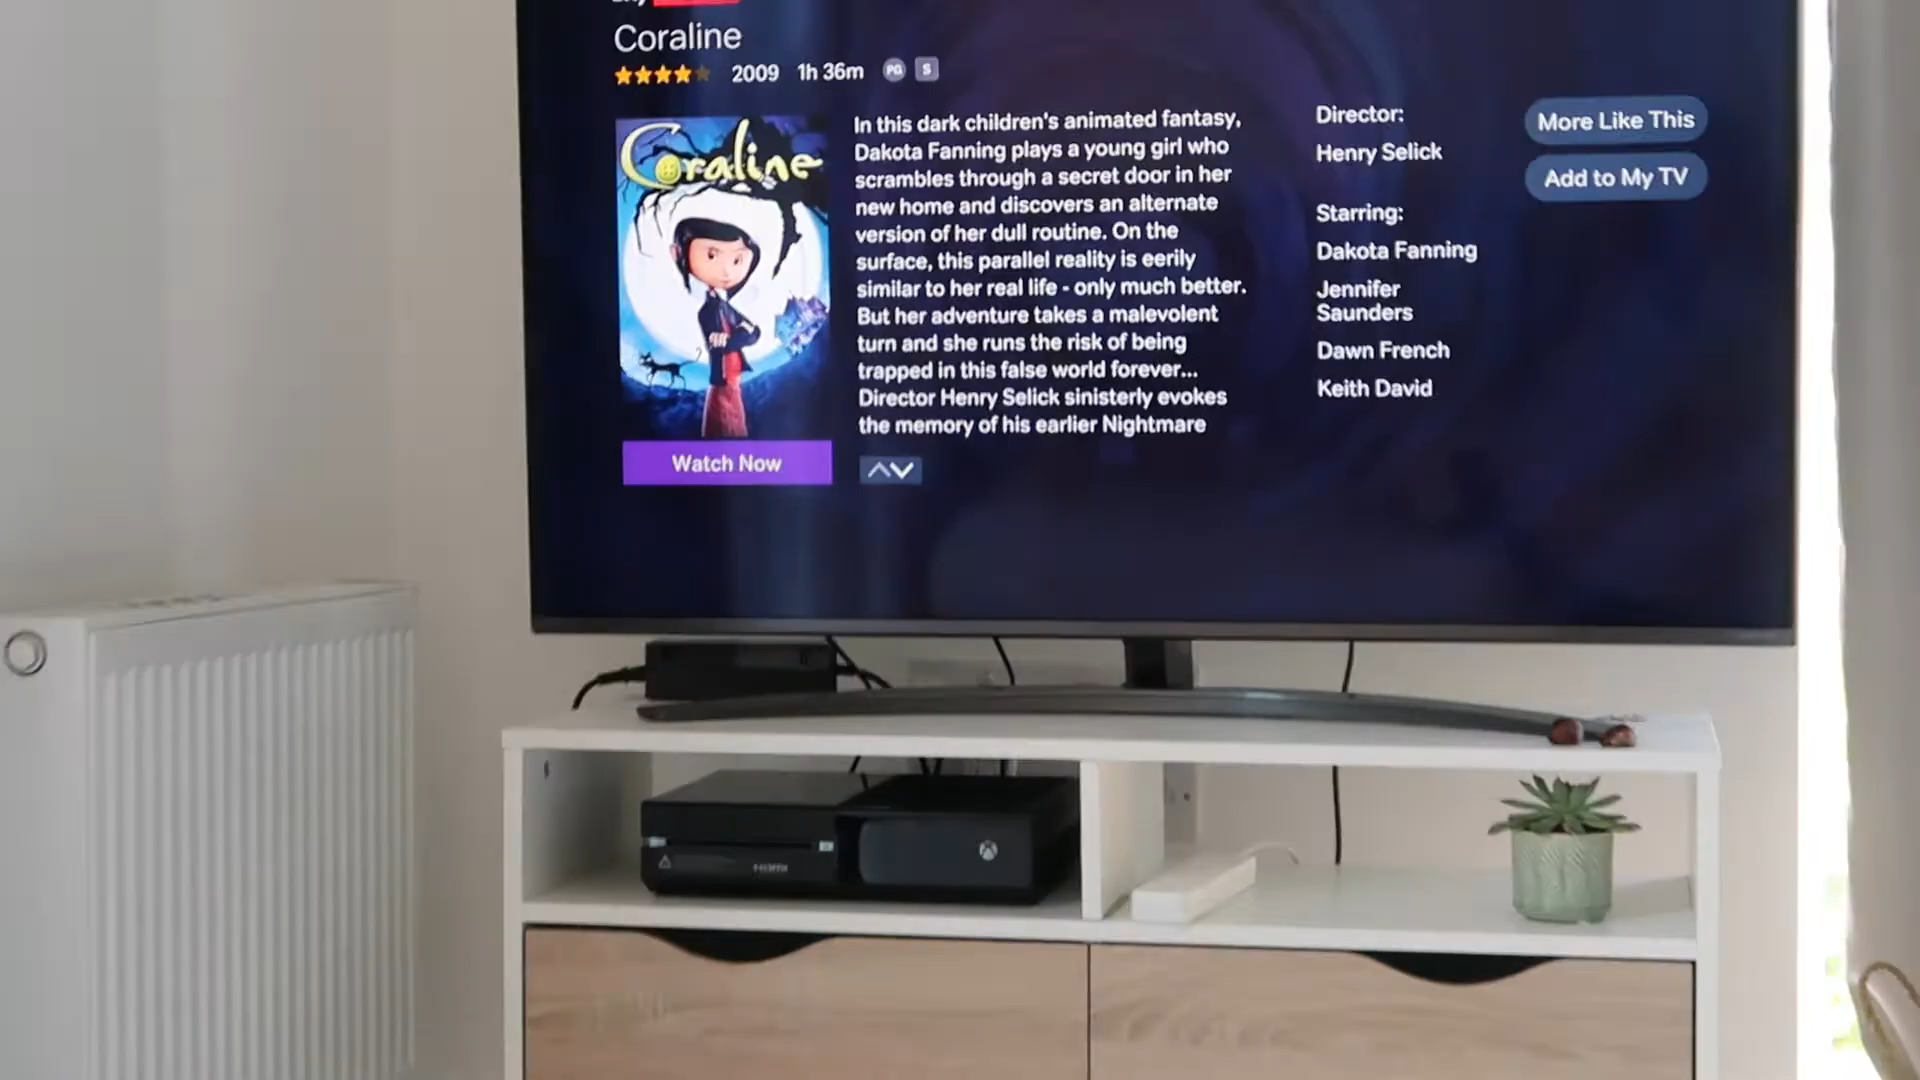 Coraline
2009 1h 36m PG S
Coraline
In this dark children's animated fantasy,
Dakota Fanning plays a young girl who
scrambles through a secret door in her
new home and discovers an alternate
version of her dull routine. On the
surface, this parallel reality is eerily
similar to her real life - only much better.
But her adventure takes a malevolent
turn and she runs the risk of being
trapped in this false world forever...
Director Henry Selick sinisterly evokes
the memory of his earlier Nightmare
Watch Now
Director:
Henry Selick
Starring:
Dakota Fanning
Jennifer
Saunders
Dawn French
Keith David
More Like This
Add to My TV
HDMI